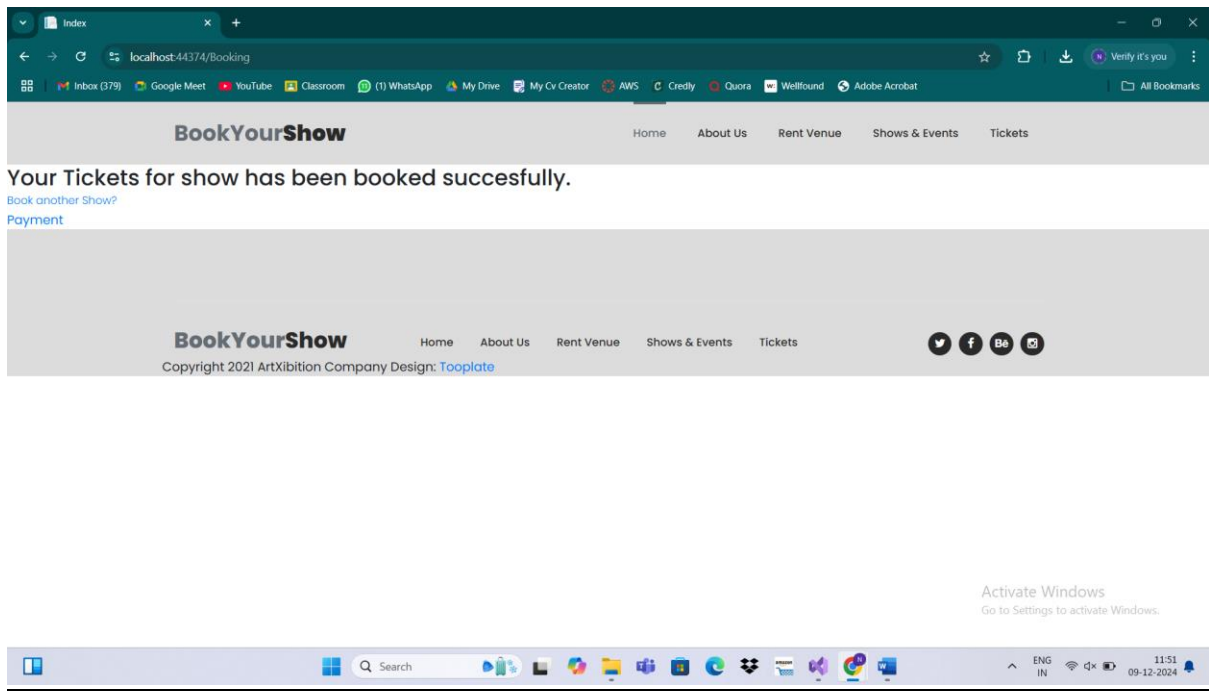 Index
localhost:44374/Booking
Verify it's you
Inbox (379) Google Meet YouTube Classroom (1) WhatsApp My Drive My Cv Creator AWS Credly Quora Wellfound Adobe Acrobat All Bookmarks
BookYourShow Home About Us Rent Venue Shows & Events Tickets
Your Tickets for show has been booked succesfully.
Book another Show?
Payment
BookYourShow Home About Us Rent Venue Shows & Events Tickets
Copyright 2021 ArtXibition Company Design: Tooplate
Activate Windows
Go to Settings to activate Windows.
Search
ENG
IN
11:51
09-12-2024